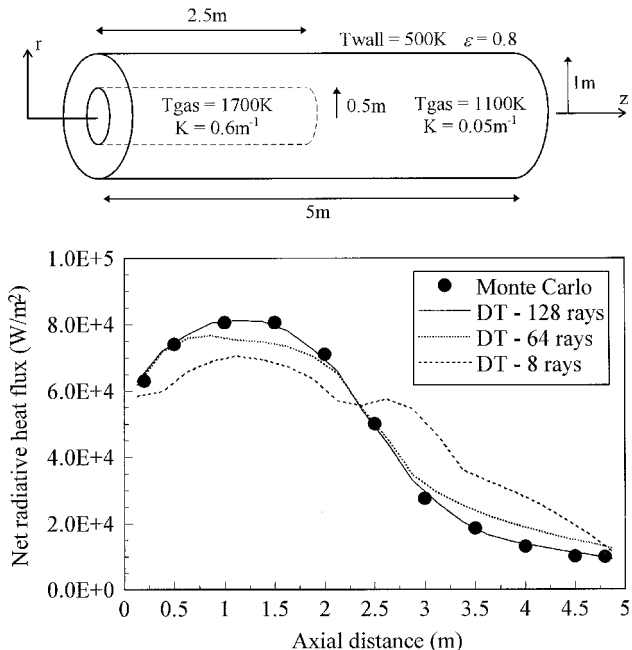 2.5m
Twall = 500K ε = 0.8
r
1m
Tgas = 1700K
K = 0.6m-1
0.5m
Tgas = 1100K
K = 0.05m-1
z
5m
1.0E+5
8.0E+4
6.0E+4
4.0E+4
2.0E+4
0.0E+0
Net radiative heat flux (W/m²)
Monte Carlo
DT - 128 rays
DT - 64 rays
DT - 8 rays
0 0.5 1 1.5 2 2.5 3 3.5 4 4.5 5
Axial distance (m)